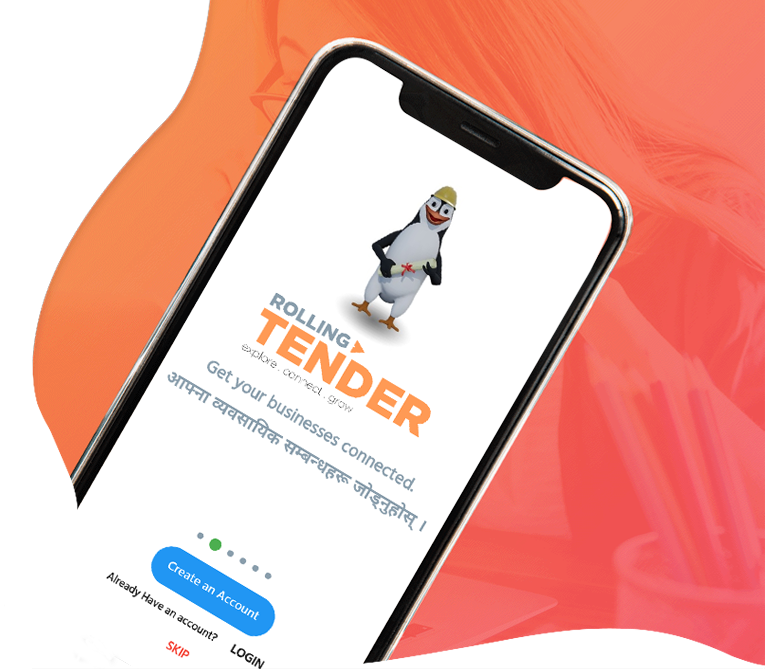 ROLLING
TENDER
explore . connect . grow
Get your businesses connected.
आफ्ना व्यवसायिक सम्बन्धहरू जोड्नुहोस् ।
Create an Account
Already Have an account? LOGIN
SKIP